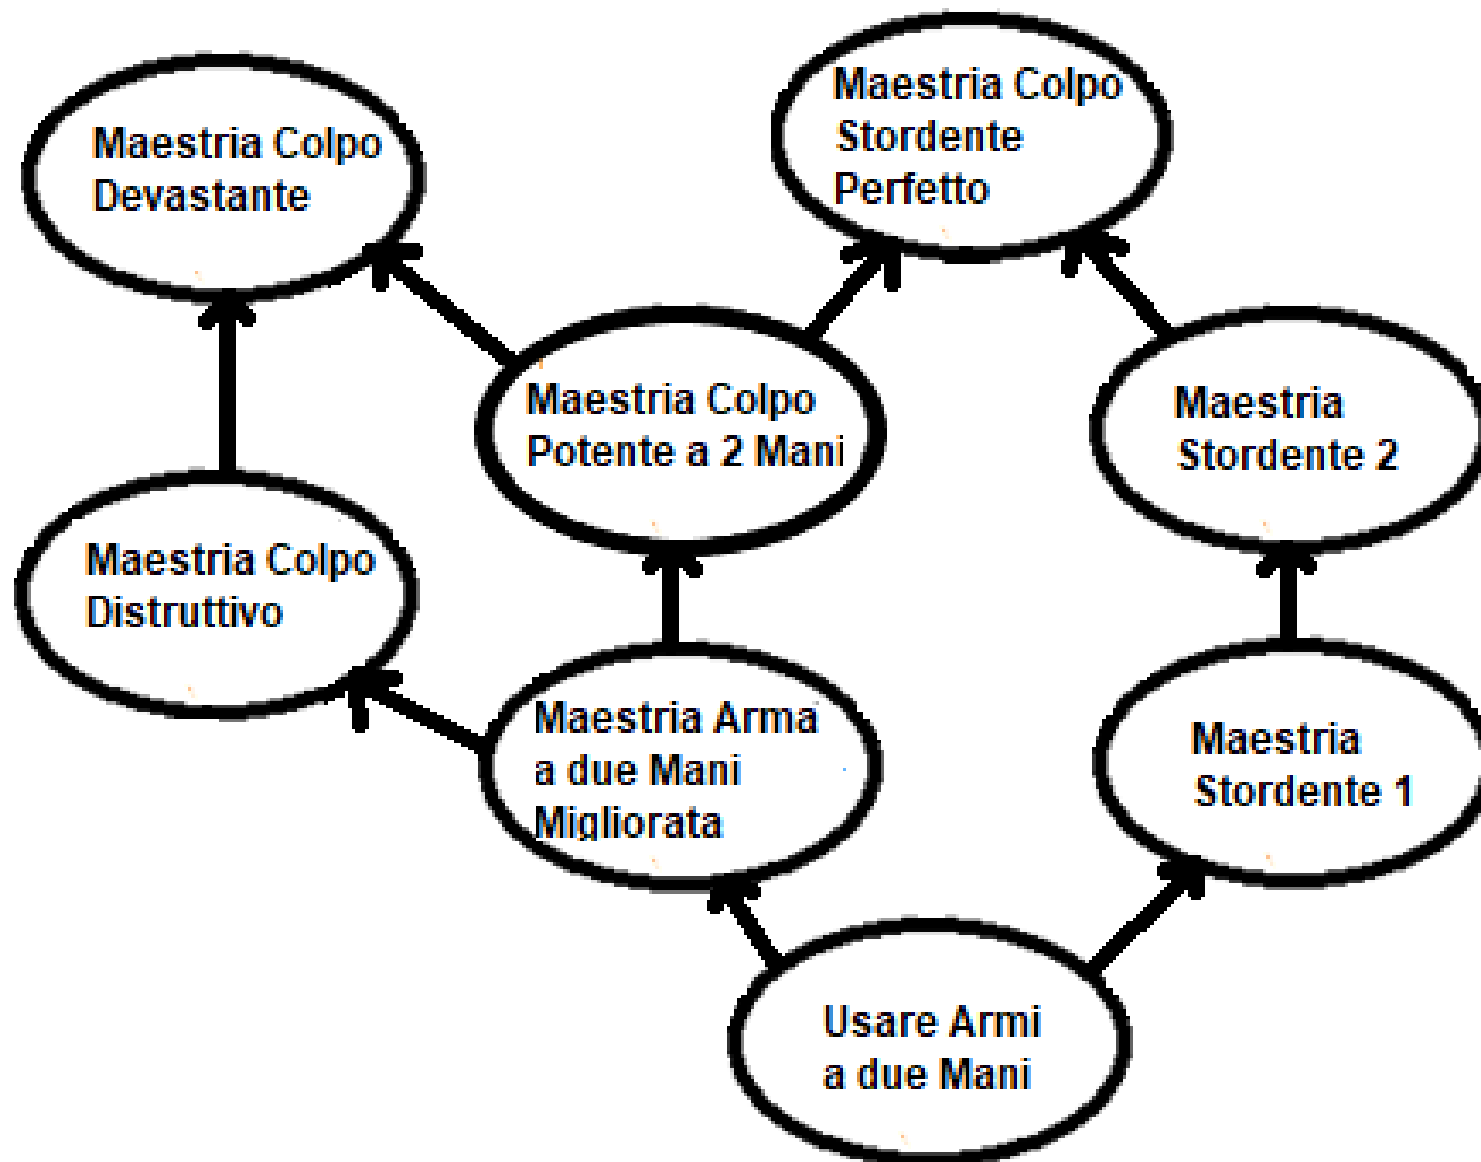 Maestria Colpo
Devastante
Maestria Colpo
Stordente
Perfetto
Maestria Colpo
Potente a 2 Mani
Maestria
Stordente 2
Maestria Colpo
Distruttivo
Maestria Arma
a due Mani
Migliorata
Maestria
Stordente 1
Usare Armi
a due Mani